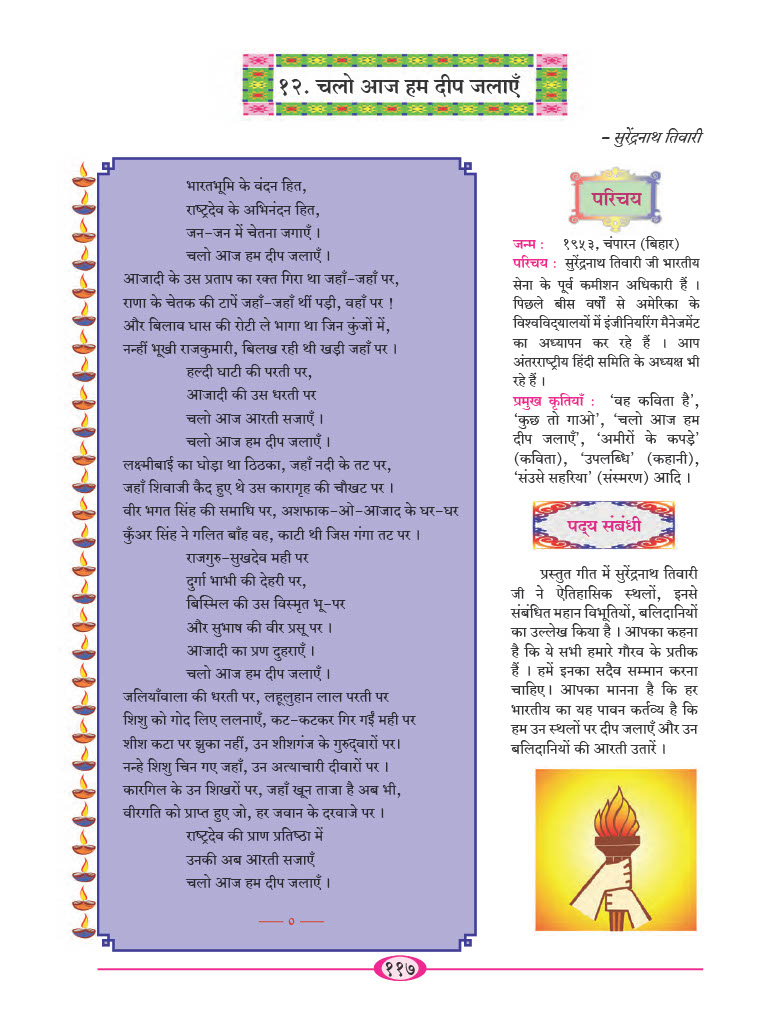 १२. चलो आज हम दीप जलाएँ
– सुरेंद्रनाथ तिवारी
भारतभूमि के वंदन हित,
राष्ट्रदेव के अभिनंदन हित,
जन-जन में चेतना जगाएँ ।
चलो आज हम दीप जलाएँ ।
आजादी के उस प्रताप का रक्त गिरा था जहाँ-जहाँ पर,
राणा के चेतक की टापें जहाँ-जहाँ थीं पड़ी, वहाँ पर !
और बिलाव घास की रोटी ले भागा था जिन कुंजों में,
नन्हीं भूखी राजकुमारी, बिलख रही थी खड़ी जहाँ पर ।
हल्दी घाटी की परती पर,
आजादी की उस धरती पर
चलो आज आरती सजाएँ ।
चलो आज हम दीप जलाएँ ।
लक्ष्मीबाई का घोड़ा था ठिठका, जहाँ नदी के तट पर,
जहाँ शिवाजी कैद हुए थे उस कारागृह की चौखट पर ।
वीर भगत सिंह की समाधि पर, अशफाक-ओ-आजाद के घर-घर
कुँअर सिंह ने गलित बाँह वह, काटी थी जिस गंगा तट पर ।
राजगुरु-सुखदेव मही पर
दुर्गा भाभी की देहरी पर,
बिस्मिल की उस विस्मृत भू-पर
और सुभाष की वीर प्रसू पर ।
आजादी का प्रण दुहराएँ ।
चलो आज हम दीप जलाएँ ।
जलियाँवाला की धरती पर, लहूलुहान लाल परती पर
शिशु को गोद लिए ललनाएँ, कट-कटकर गिर गईं मही पर
शीश कटा पर झुका नहीं, उन शीशगंज के गुरुद्‌वारों पर।
नन्हे शिशु चिन गए जहाँ, उन अत्याचारी दीवारों पर ।
कारगिल के उन शिखरों पर, जहाँ खून ताजा है अब भी,
वीरगति को प्राप्त हुए जो, हर जवान के दरवाजे पर ।
राष्ट्रदेव की प्राण प्रतिष्ठा में
उनकी अब आरती सजाएँ
चलो आज हम दीप जलाएँ ।
०
परिचय
जन्म : १९५३, चंपारन (बिहार)
परिचय : सुरेंद्रनाथ तिवारी जी भारतीय
सेना के पूर्व कमीशन अधिकारी हैं ।
पिछले बीस वर्षों से अमेरिका के
विश्वविद्‌यालयों में इंजीनियरिंग मैनेजमेंट
का अध्यापन कर रहे हैं । आप
अंतरराष्ट्रीय हिंदी समिति के अध्यक्ष भी
रहे हैं ।
प्रमुख कृतियाँ : ‘वह कविता है’,
‘कुछ तो गाओ’, ‘चलो आज हम
दीप जलाएँ’, ‘अमीरों के कपड़े’
(कविता), ‘उपलब्धि’ (कहानी),
‘संउसे सहरिया’ (संस्मरण) आदि ।
पद्‌य संबंधी
प्रस्तुत गीत में सुरेंद्रनाथ तिवारी
जी ने ऐतिहासिक स्थलों, इनसे
संबंधित महान विभूतियों, बलिदानियों
का उल्लेख किया है । आपका कहना
है कि ये सभी हमारे गौरव के प्रतीक
हैं । हमें इनका सदैव सम्मान करना
चाहिए। आपका मानना है कि हर
भारतीय का यह पावन कर्तव्य है कि
हम उन स्थलों पर दीप जलाएँ और उन
बलिदानियों की आरती उतारें ।
११७